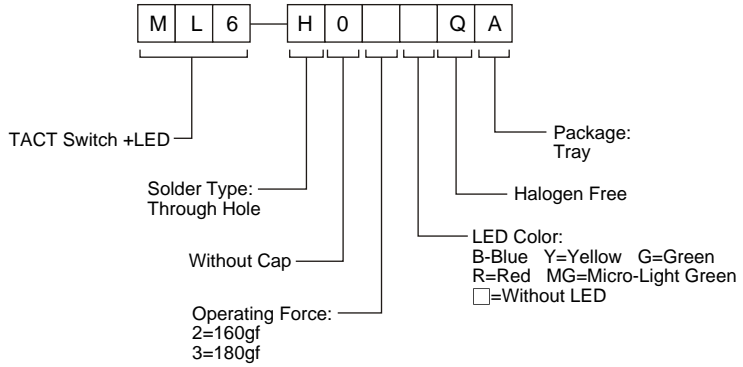 M L 6 H 0 Q A
TACT Switch +LED
Package:
Tray
Solder Type:
Through Hole
Halogen Free
LED Color:
B-Blue Y=Yellow G=Green
R=Red MG=Micro-Light Green
□=Without LED
Without Cap
Operating Force:
2=160gf
3=180gf